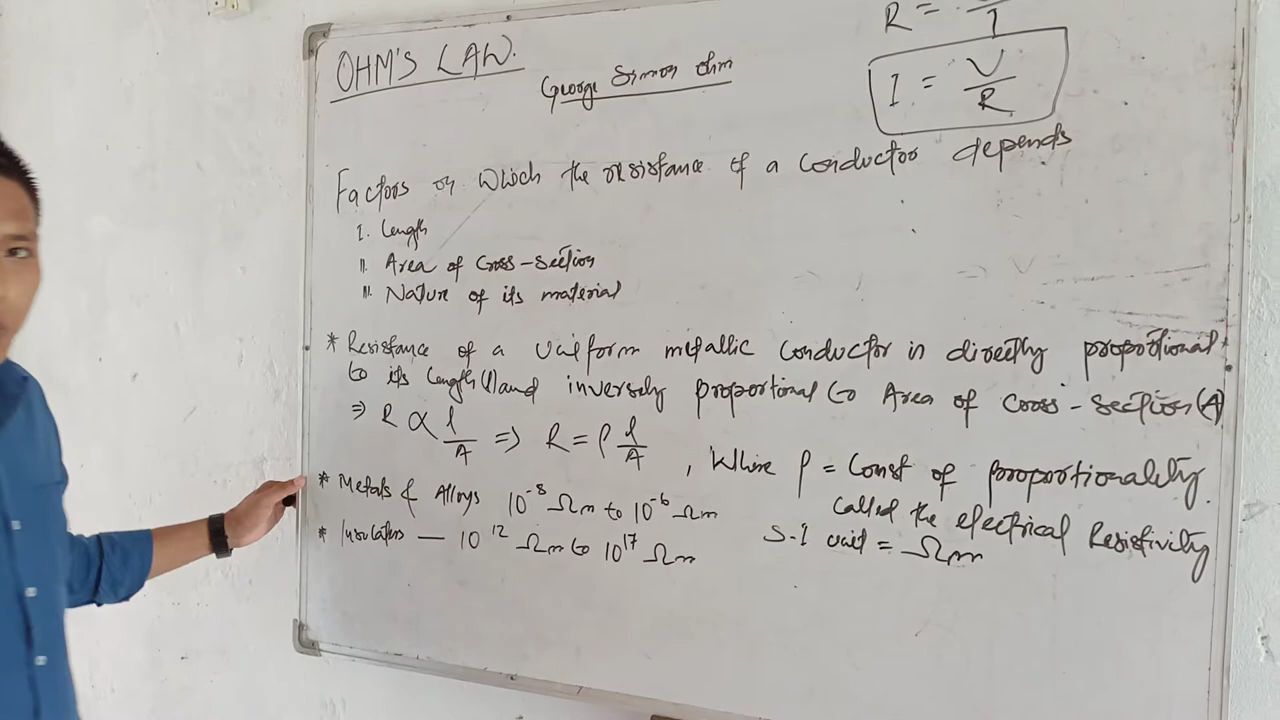 OHM'S LAW.
George Simon Ohm
R = V/I
I = V/R
Factors on which the resistance of a conductor depends
I. Length
II. Area of Cross-Section
III. Nature of its material
* Resistance of a Uniform metallic conductor is directly proportional
to its length (l) and inversely proportional to Area of Cross-Section (A)
⇒ R ∝ l/A ⇒ R = ρ l/A , Where ρ = Const of proportionality.
called the electrical Resistivity
* Metals & Alloys 10⁻⁸ Ωm to 10⁻⁶ Ωm
* Insulators — 10¹² Ωm to 10¹⁷ Ωm
S.I unit = Ωm